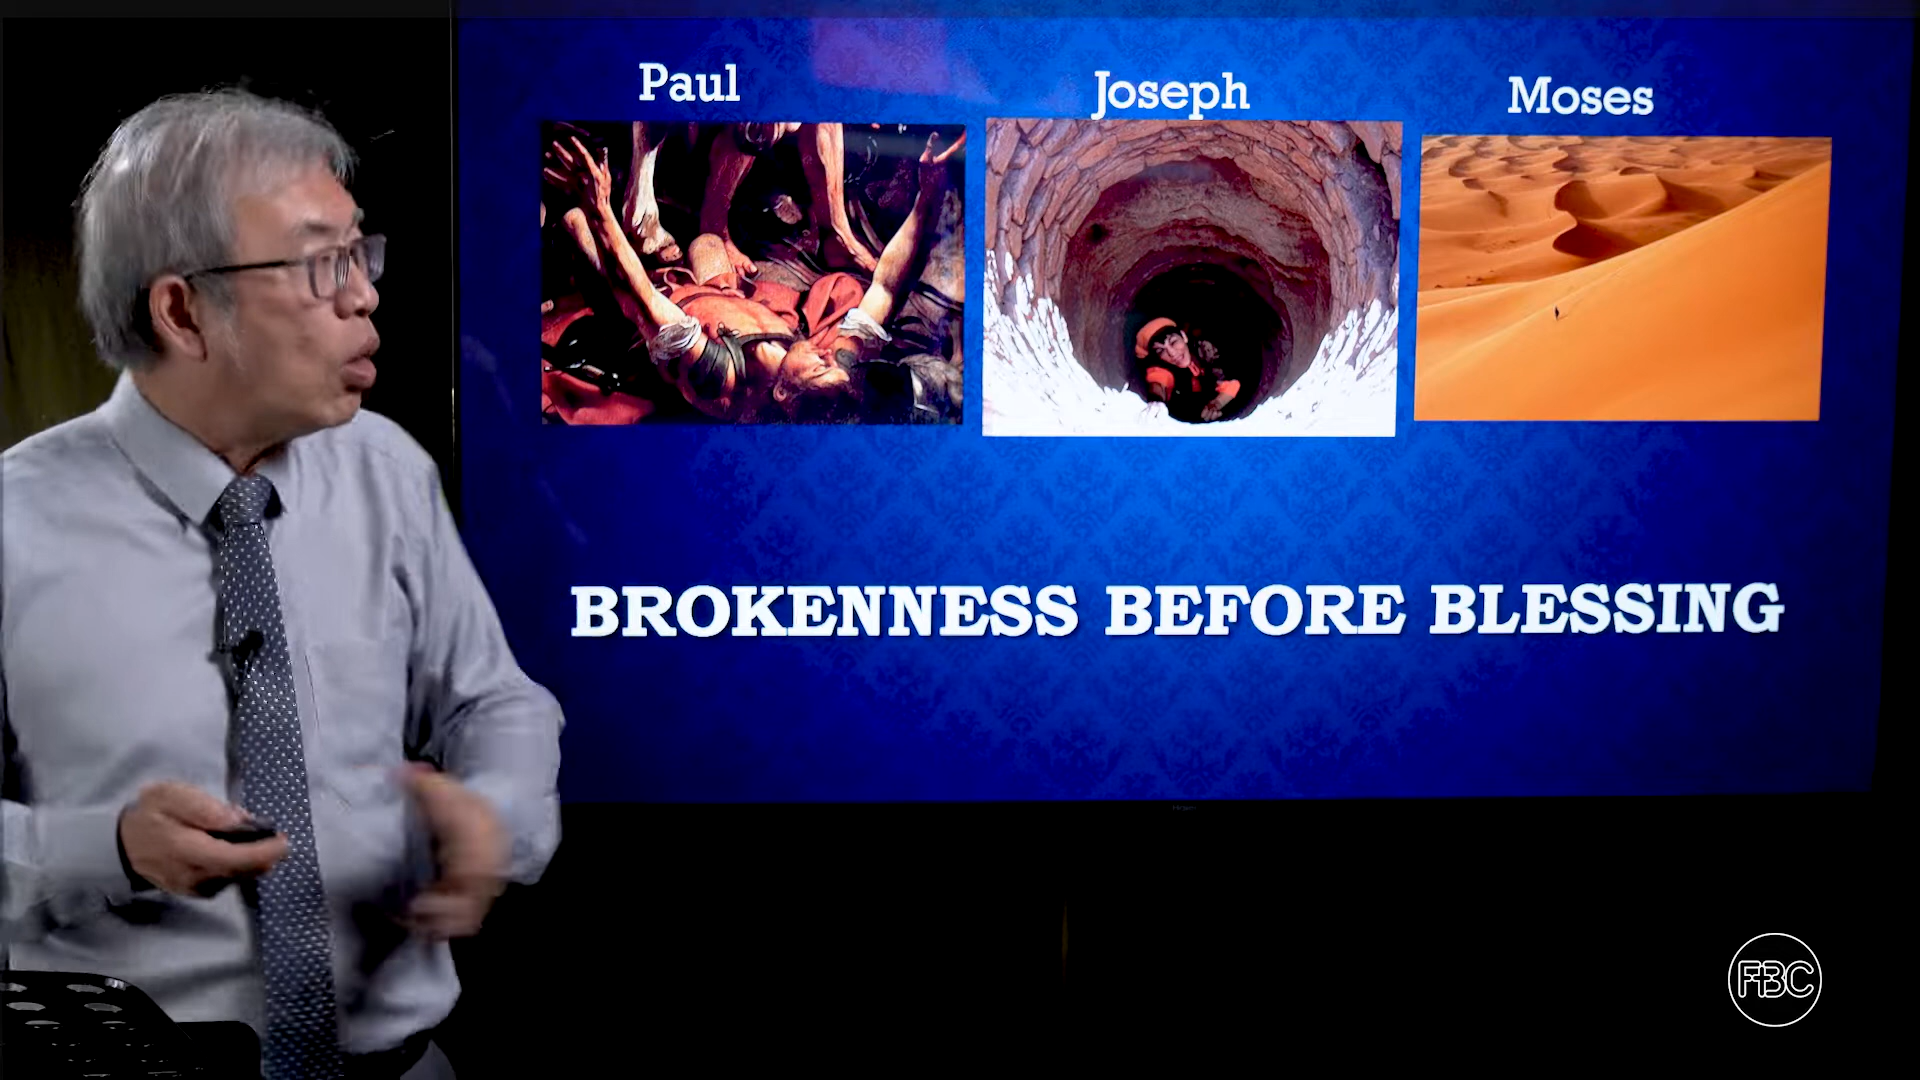 Paul
Joseph
Moses
BROKENNESS BEFORE BLESSING
FBC